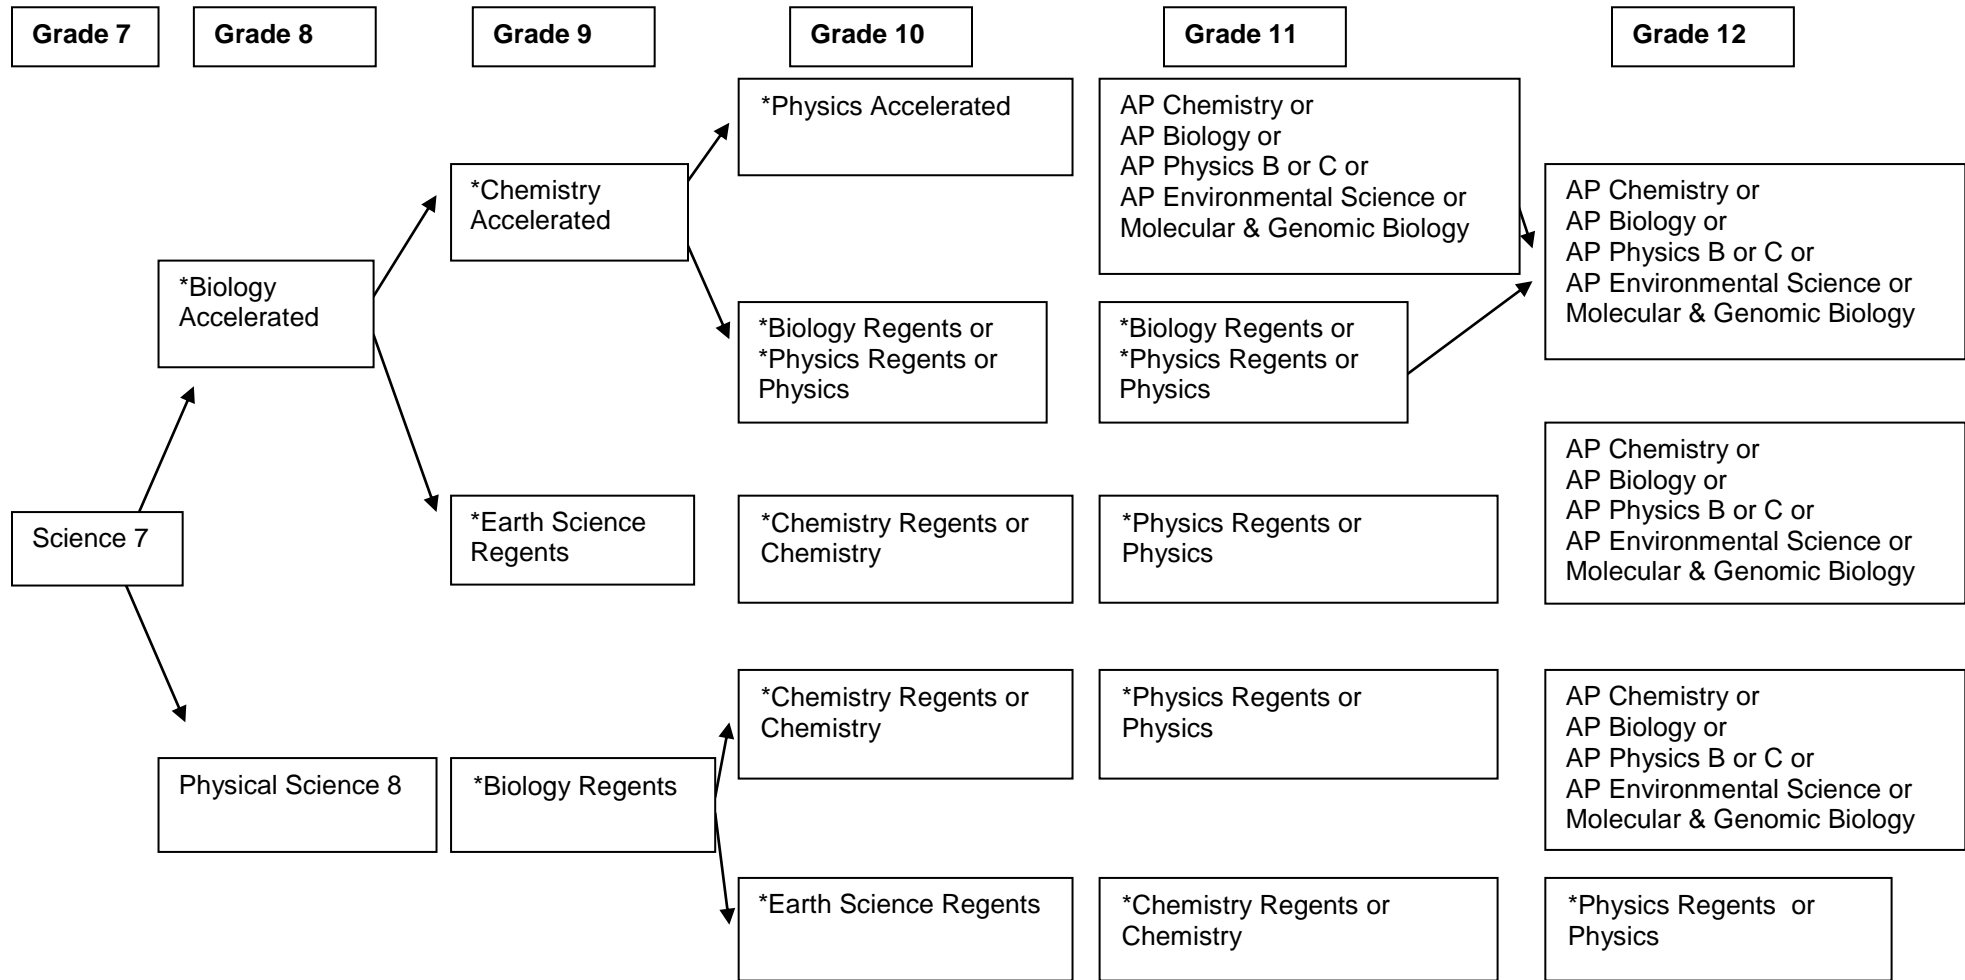 Grade 7
Grade 8
Grade 9
Grade 10
Grade 11
Grade 12
*Physics Accelerated
AP Chemistry or
AP Biology or
AP Physics B or C or
AP Environmental Science or
Molecular & Genomic Biology
*Chemistry
Accelerated
AP Chemistry or
AP Biology or
AP Physics B or C or
AP Environmental Science or
Molecular & Genomic Biology
*Biology
Accelerated
*Biology Regents or
*Physics Regents or
Physics
*Biology Regents or
*Physics Regents or
Physics
AP Chemistry or
AP Biology or
AP Physics B or C or
AP Environmental Science or
Molecular & Genomic Biology
Science 7
*Earth Science
Regents
*Chemistry Regents or
Chemistry
*Physics Regents or
Physics
*Chemistry Regents or
Chemistry
*Physics Regents or
Physics
AP Chemistry or
AP Biology or
AP Physics B or C or
AP Environmental Science or
Molecular & Genomic Biology
Physical Science 8
*Biology Regents
*Earth Science Regents
*Chemistry Regents or
Chemistry
*Physics Regents or
Physics